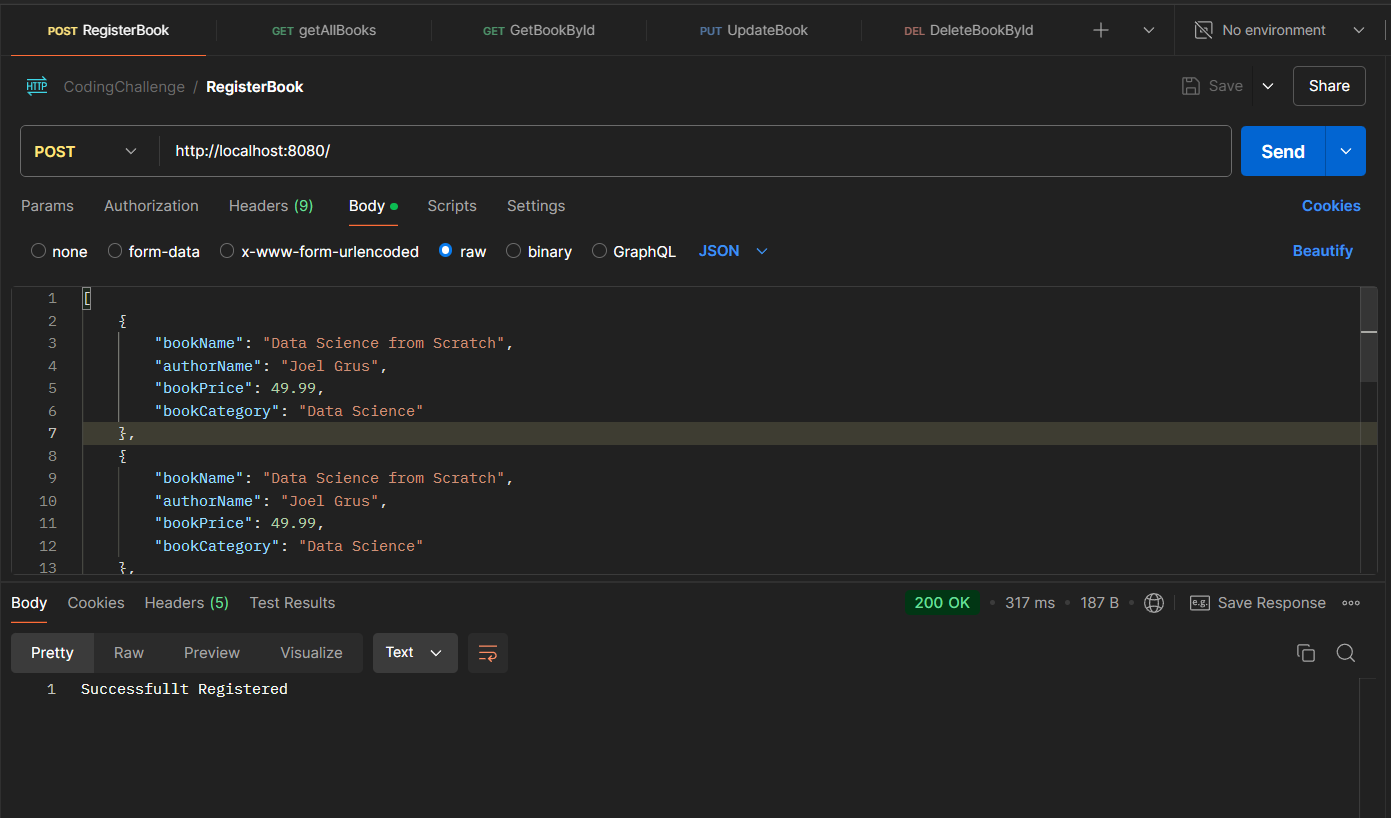 POST RegisterBook GET getAllBooks GET GetBookById PUT UpdateBook DEL DeleteBookById No environment
HTTP CodingChallenge / RegisterBook Save Share
POST http://localhost:8080/ Send
Params Authorization Headers (9) Body Scripts Settings Cookies
none form-data x-www-form-urlencoded raw binary GraphQL JSON Beautify
1 [
2 {
3 "bookName": "Data Science from Scratch",
4 "authorName": "Joel Grus",
5 "bookPrice": 49.99,
6 "bookCategory": "Data Science"
7 },
8 {
9 "bookName": "Data Science from Scratch",
10 "authorName": "Joel Grus",
11 "bookPrice": 49.99,
12 "bookCategory": "Data Science"
13 },
Body Cookies Headers (5) Test Results 200 OK 317 ms 187 B e.g. Save Response
Pretty Raw Preview Visualize Text
1 Successfullt Registered